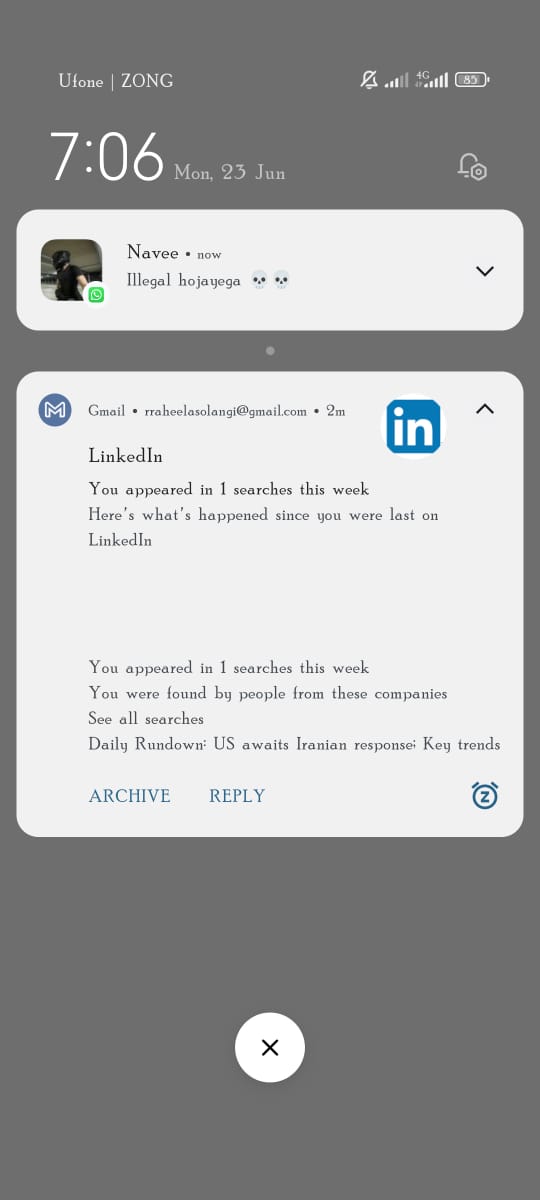 Ufone | ZONG
4G
85
7:06 Mon, 23 Jun
Navee • now
Illegal hojayega 💀💀
Gmail • rraheelasolangi@gmail.com • 2m
in
LinkedIn
You appeared in 1 searches this week
Here's what's happened since you were last on
LinkedIn
You appeared in 1 searches this week
You were found by people from these companies
See all searches
Daily Rundown: US awaits Iranian response; Key trends
ARCHIVE REPLY